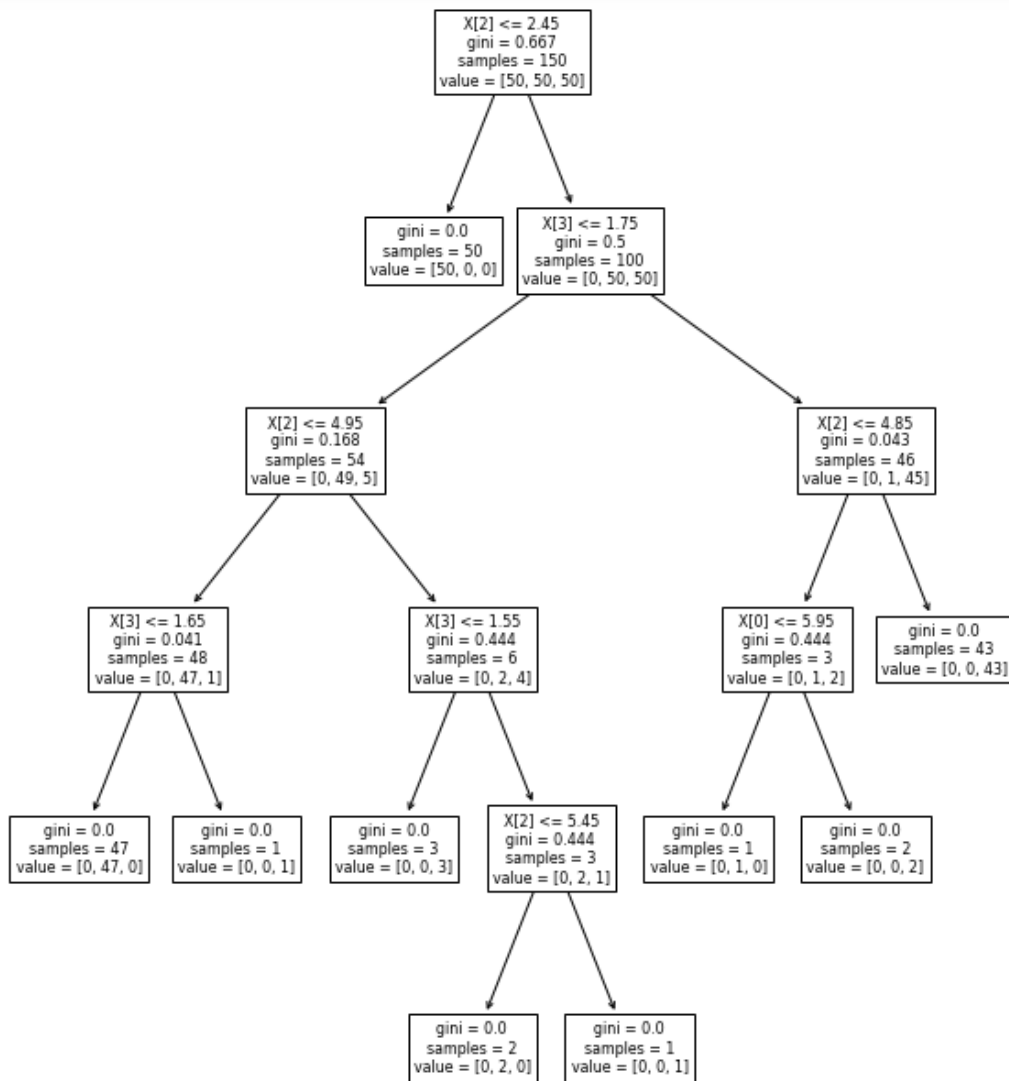 X[2] <= 2.45
gini = 0.667
samples = 150
value = [50, 50, 50]
gini = 0.0
samples = 50
value = [50, 0, 0]
X[3] <= 1.75
gini = 0.5
samples = 100
value = [0, 50, 50]
X[2] <= 4.95
gini = 0.168
samples = 54
value = [0, 49, 5]
X[2] <= 4.85
gini = 0.043
samples = 46
value = [0, 1, 45]
X[3] <= 1.65
gini = 0.041
samples = 48
value = [0, 47, 1]
X[3] <= 1.55
gini = 0.444
samples = 6
value = [0, 2, 4]
X[0] <= 5.95
gini = 0.444
samples = 3
value = [0, 1, 2]
gini = 0.0
samples = 43
value = [0, 0, 43]
gini = 0.0
samples = 47
value = [0, 47, 0]
gini = 0.0
samples = 1
value = [0, 0, 1]
gini = 0.0
samples = 3
value = [0, 0, 3]
X[2] <= 5.45
gini = 0.444
samples = 3
value = [0, 2, 1]
gini = 0.0
samples = 1
value = [0, 1, 0]
gini = 0.0
samples = 2
value = [0, 0, 2]
gini = 0.0
samples = 2
value = [0, 2, 0]
gini = 0.0
samples = 1
value = [0, 0, 1]